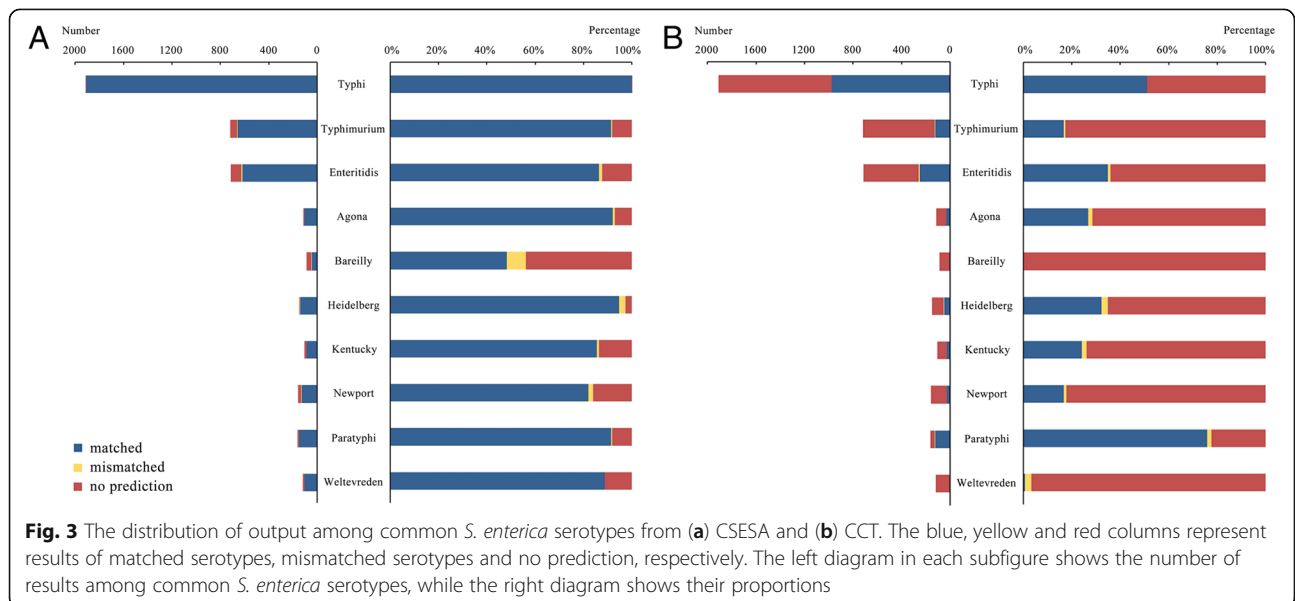 A
Number
Percentage
2000 1600 1200 800 400 0
0% 20% 40% 60% 80% 100%
Typhi
Typhimurium
Enteritidis
Agona
Bareilly
Heidelberg
Kentucky
Newport
Paratyphi
Weltevreden
matched
mismatched
no prediction
B
Number
Percentage
2000 1600 1200 800 400 0
0% 20% 40% 60% 80% 100%
Typhi
Typhimurium
Enteritidis
Agona
Bareilly
Heidelberg
Kentucky
Newport
Paratyphi
Weltevreden
Fig. 3 The distribution of output among common S. enterica serotypes from (a) CSESA and (b) CCT. The blue, yellow and red columns represent
results of matched serotypes, mismatched serotypes and no prediction, respectively. The left diagram in each subfigure shows the number of
results among common S. enterica serotypes, while the right diagram shows their proportions